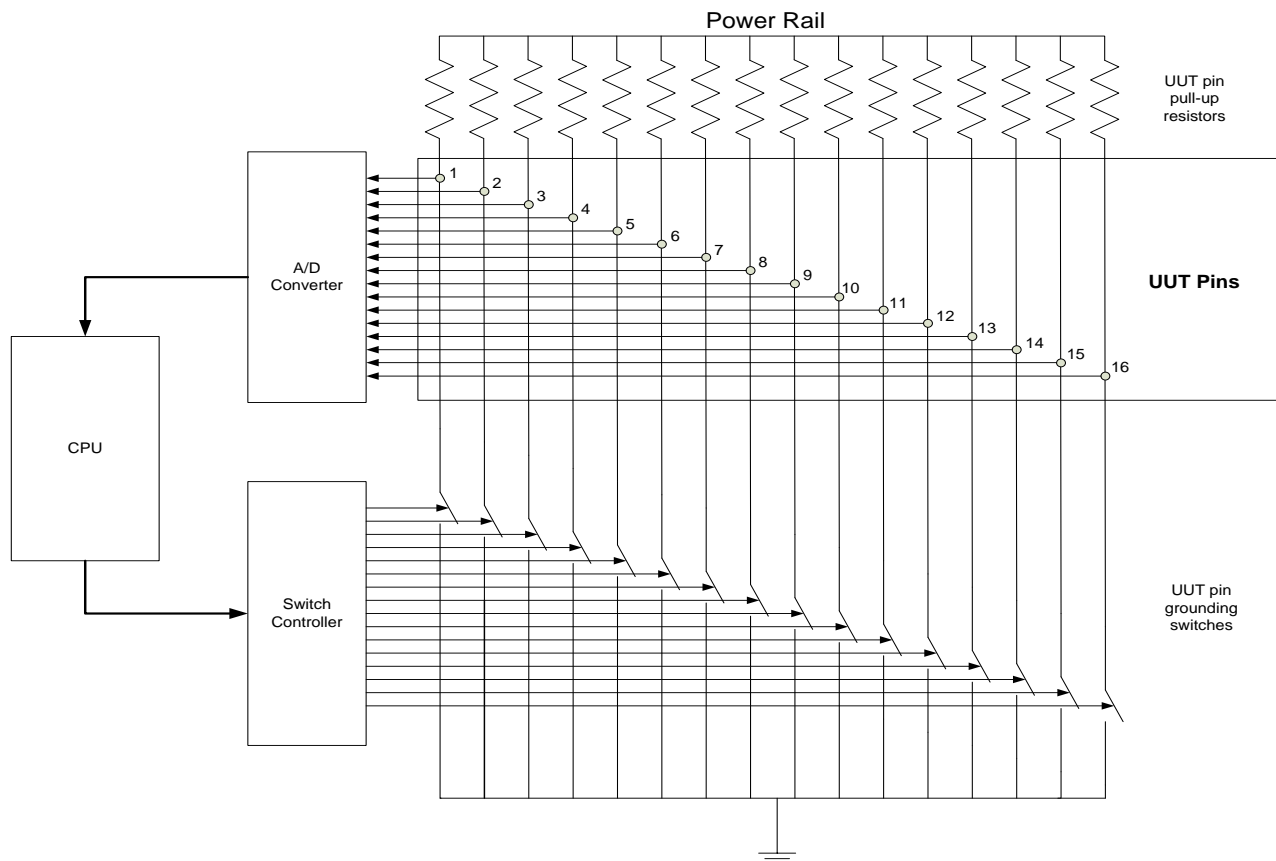 Power Rail
UUT pin
pull-up
resistors
1
2
3
4
5
6
7
8
9
10
11
12
13
14
15
16
A/D
Converter
UUT Pins
CPU
Switch
Controller
UUT pin
grounding
switches